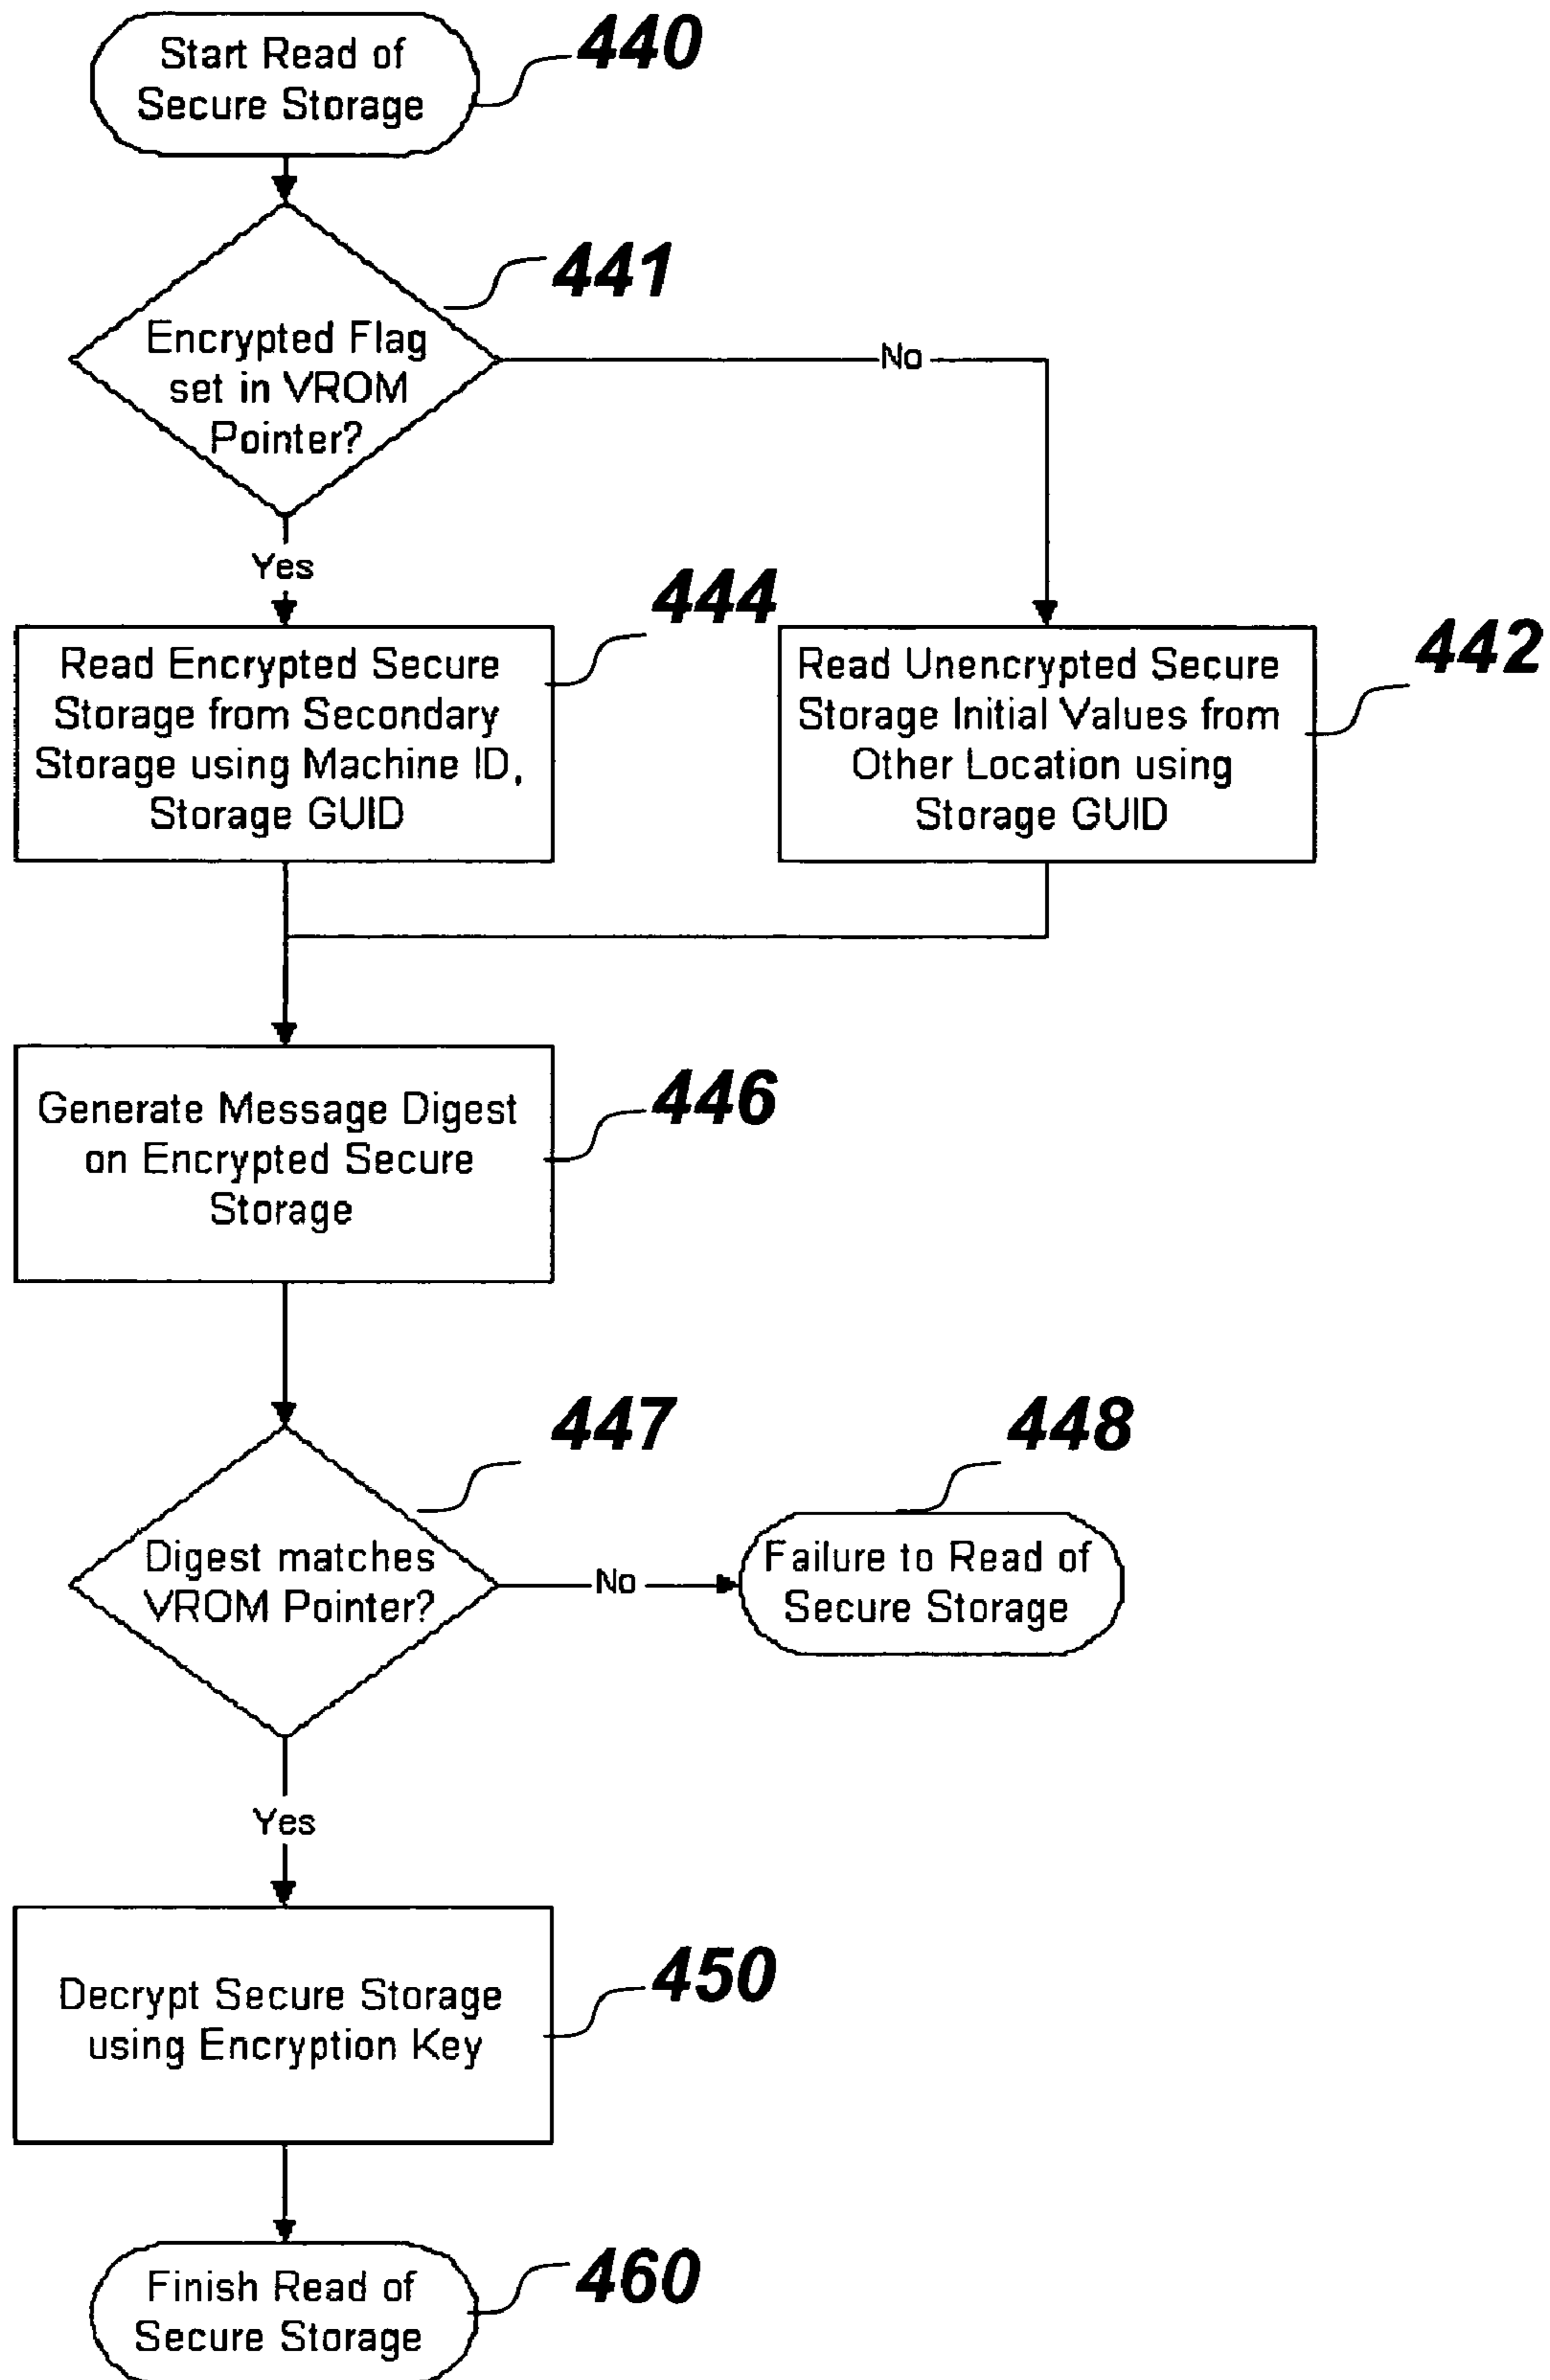 Start Read of
Secure Storage
440
441
Encrypted Flag
set in VROM
Pointer?
No
Yes
444
Read Encrypted Secure
Storage from Secondary
Storage using Machine ID,
Storage GUID
Read Unencrypted Secure
Storage Initial Values from
Other Location using
Storage GUID
442
Generate Message Digest
on Encrypted Secure
Storage
446
447
Digest matches
VROM Pointer?
No
448
Failure to Read of
Secure Storage
Yes
Decrypt Secure Storage
using Encryption Key
450
Finish Read of
Secure Storage
460